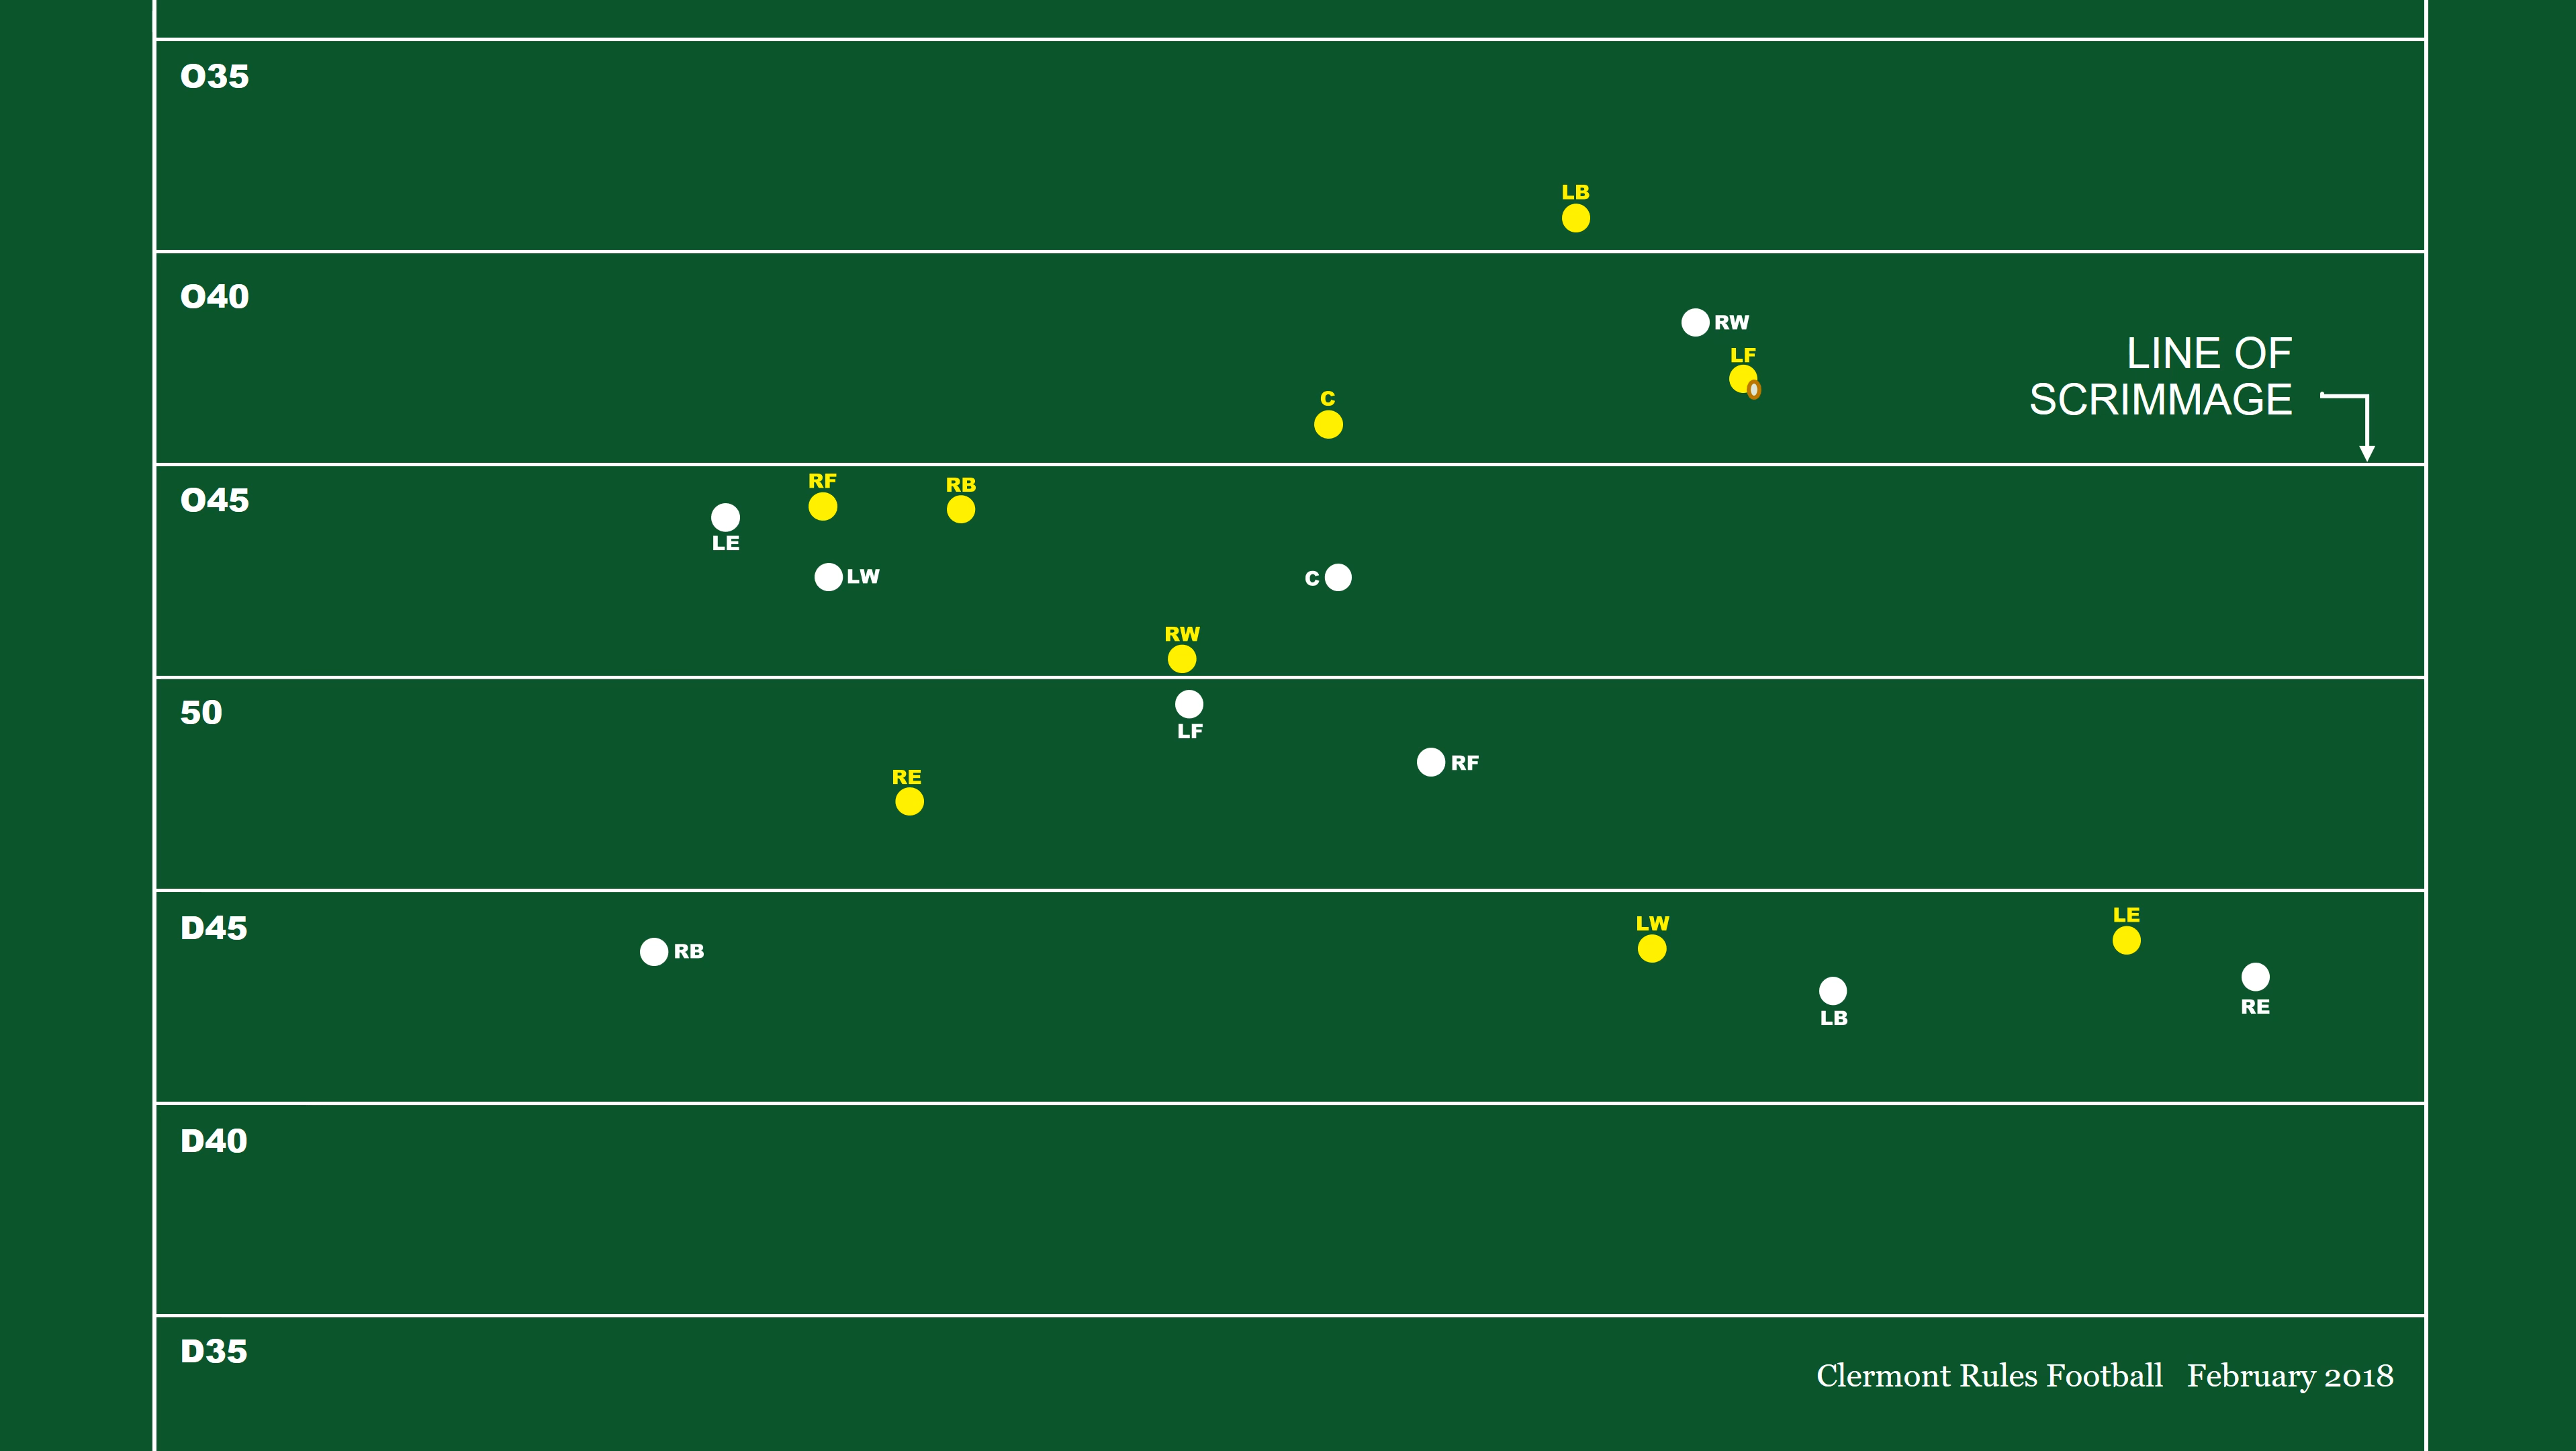 O35
LB
O40
RW
LINE OF
SCRIMMAGE
LF
C
RF
RB
O45
LE
LW
C
RW
50
LF
RF
RE
D45
RB
LW
LE
LB
RE
D40
D35
Clermont Rules Football February 2018